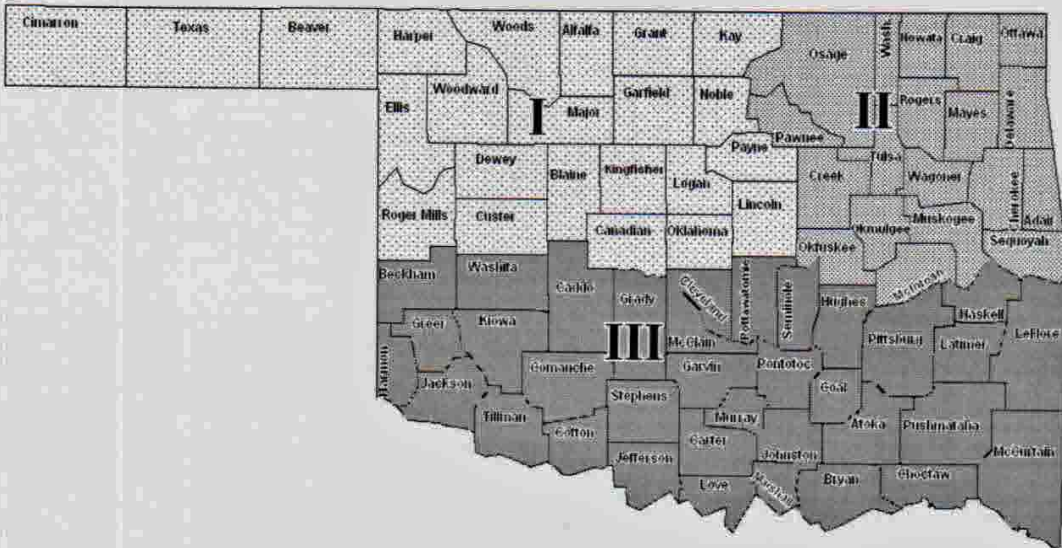 Cimarron
Texas
Beaver
Harper
Woods
Alfalfa
Grant
Kay
Osage
Wash.
Nowata
Craig
Ottawa
Ellis
Woodward
I
Major
Garfield
Noble
Pawnee
II
Rogers
Mayes
Delaware
Dewey
Blaine
Kingfisher
Logan
Payne
Creek
Tulsa
Wagoner
Cherokee
Adair
Roger Mills
Custer
Canadian
Oklahoma
Lincoln
Okfuskee
Okmulgee
Muskogee
Sequoyah
Beckham
Washita
Caddo
Grady
Cleveland
Pottawatomie
Seminole
Hughes
McIntosh
Haskell
LeFlore
Greer
Kiowa
III
McClain
Pittsburg
Latimer
Harmon
Jackson
Comanche
Garvin
Pontotoc
Coal
Tillman
Cotton
Stephens
Murray
Atoka
Pushmataha
McCurtain
Jefferson
Carter
Johnston
Love
Marshall
Bryan
Choctaw